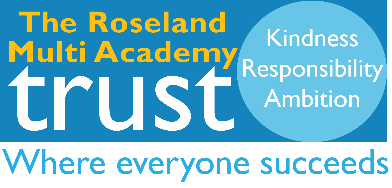 The Roseland
Multi Academy
trust
Kindness
Responsibility
Ambition
Where everyone succeeds